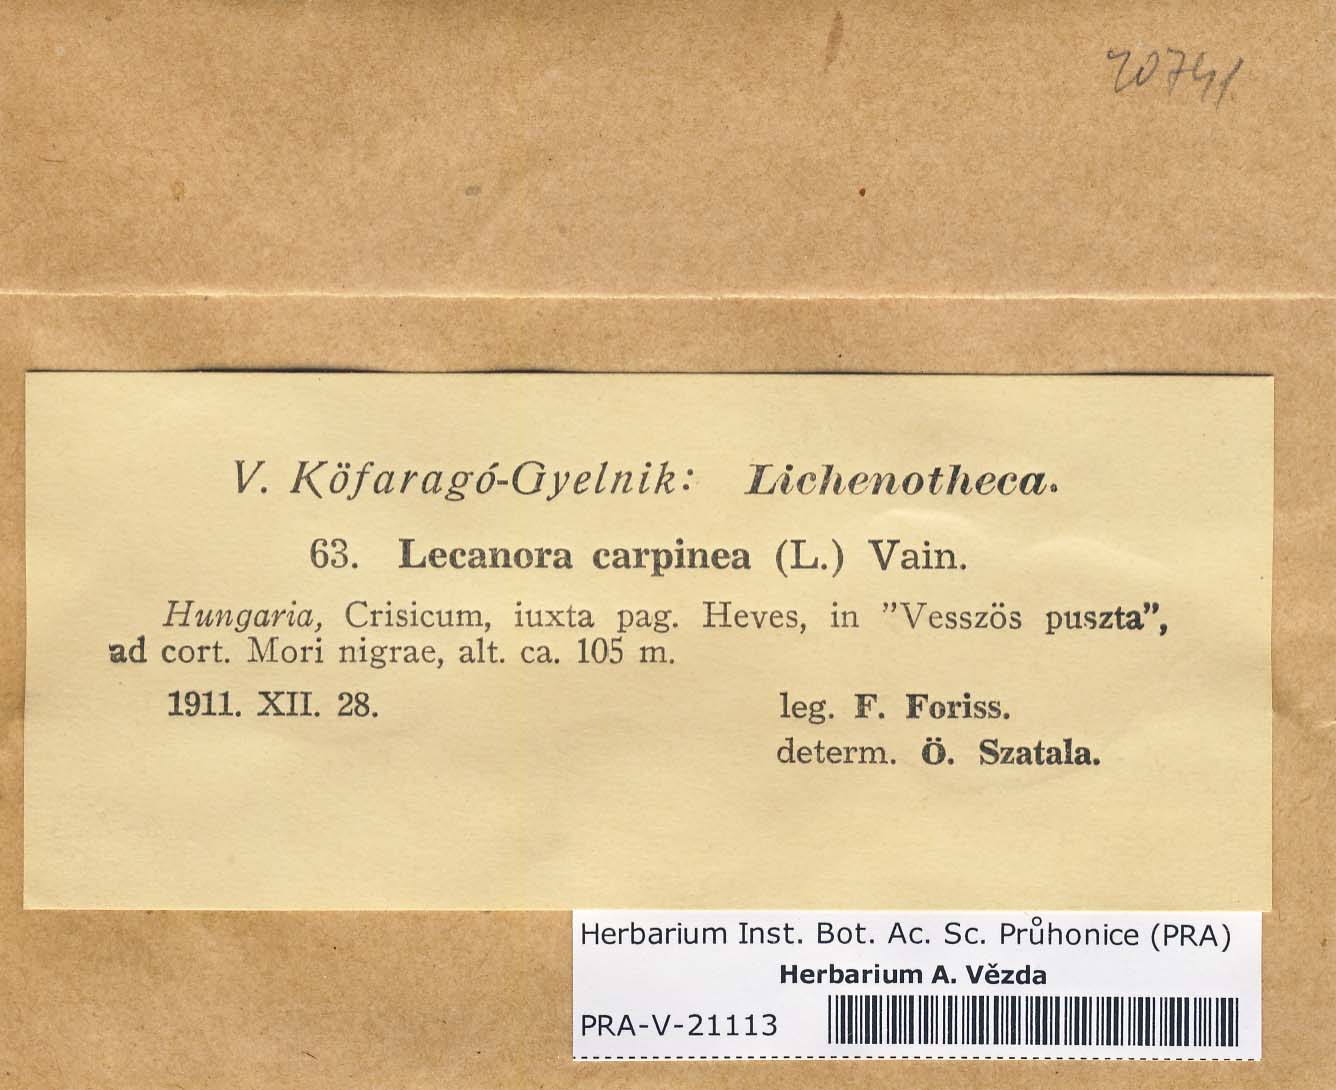 20741
V. Köfaragó-Gyelnik: Lichenotheca.
63. Lecanora carpinea (L.) Vain.
Hungaria, Crisicum, iuxta pag. Heves, in ”Vesszös puszta”,
ad cort. Mori nigrae, alt. ca. 105 m.
1911. XII. 28.
leg. F. Foriss.
determ. Ö. Szatala.
Herbarium Inst. Bot. Ac. Sc. Průhonice (PRA)
Herbarium A. Vězda
PRA-V-21113